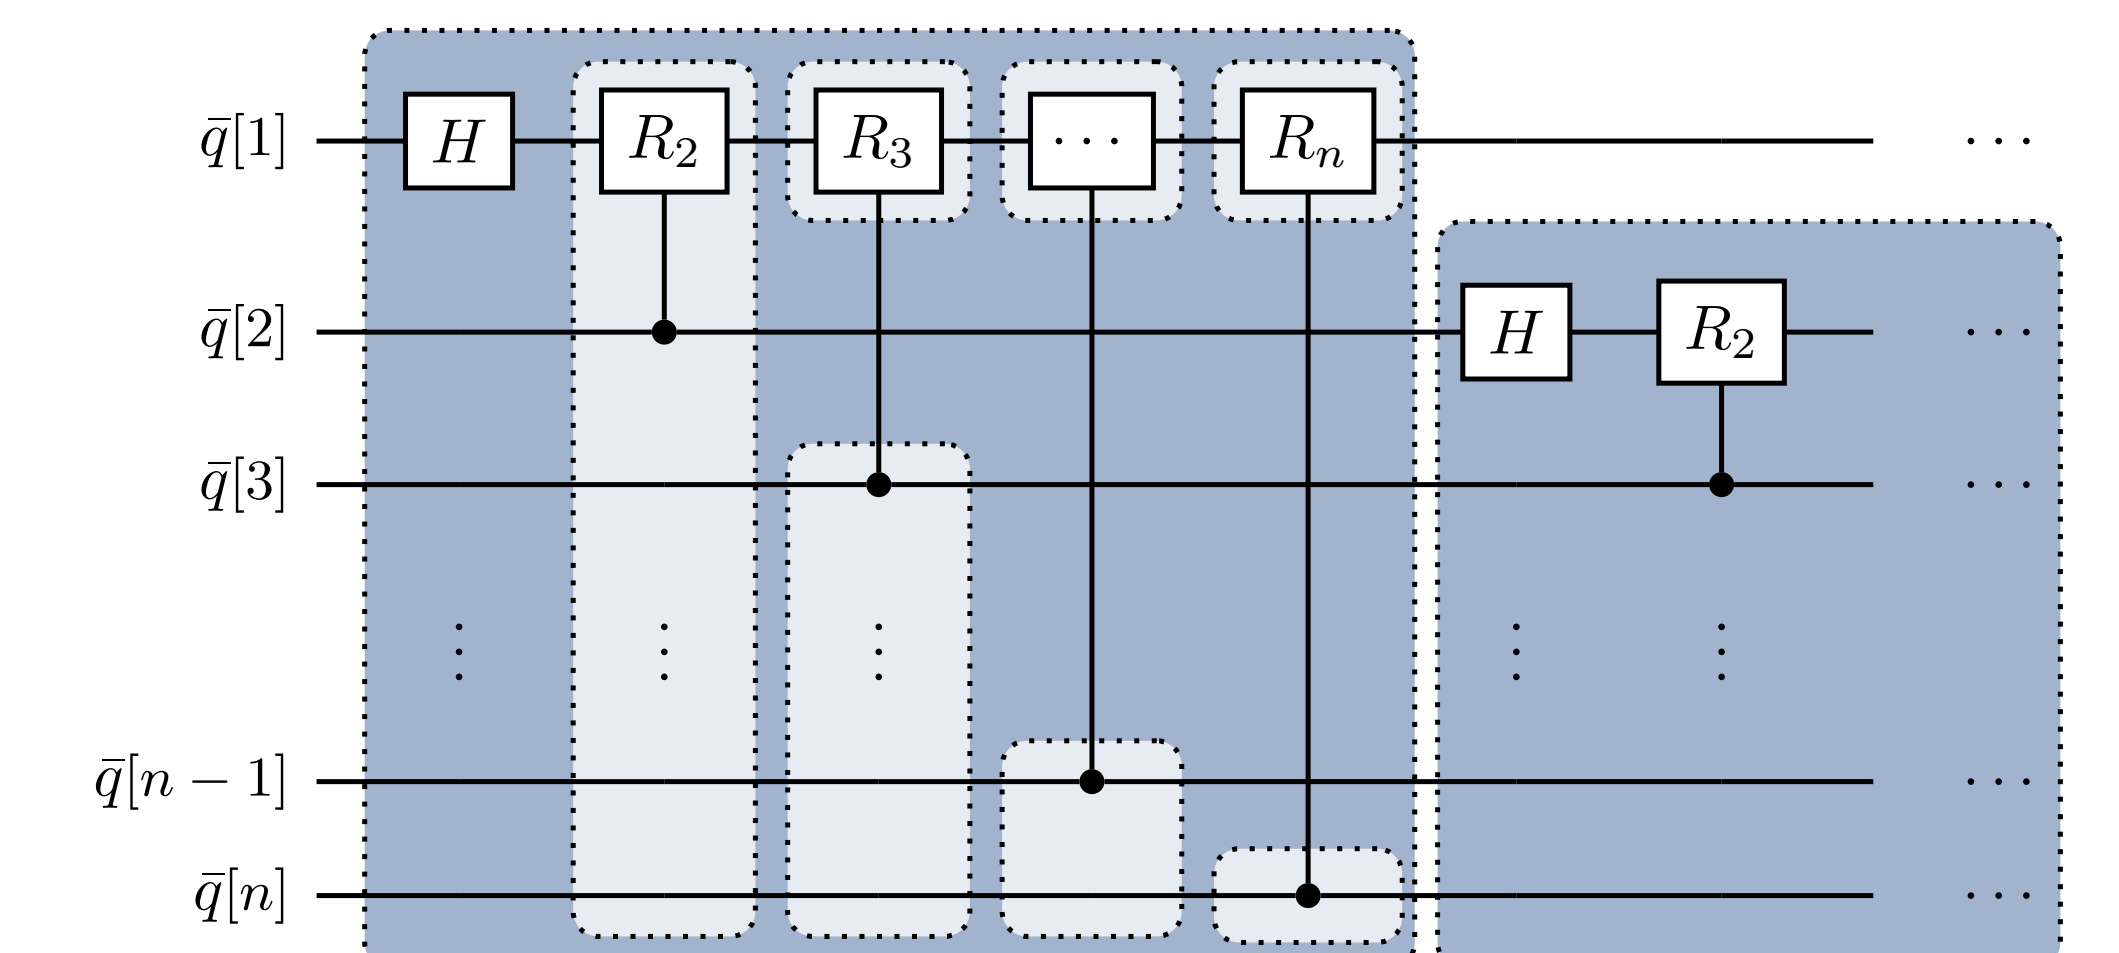 q̄[1] H R₂ R₃ ⋯ Rₙ ⋯
q̄[2] H R₂ ⋯
q̄[3] ⋯
⋮ ⋮ ⋮ ⋮ ⋮
q̄[n − 1] ⋯
q̄[n] ⋯